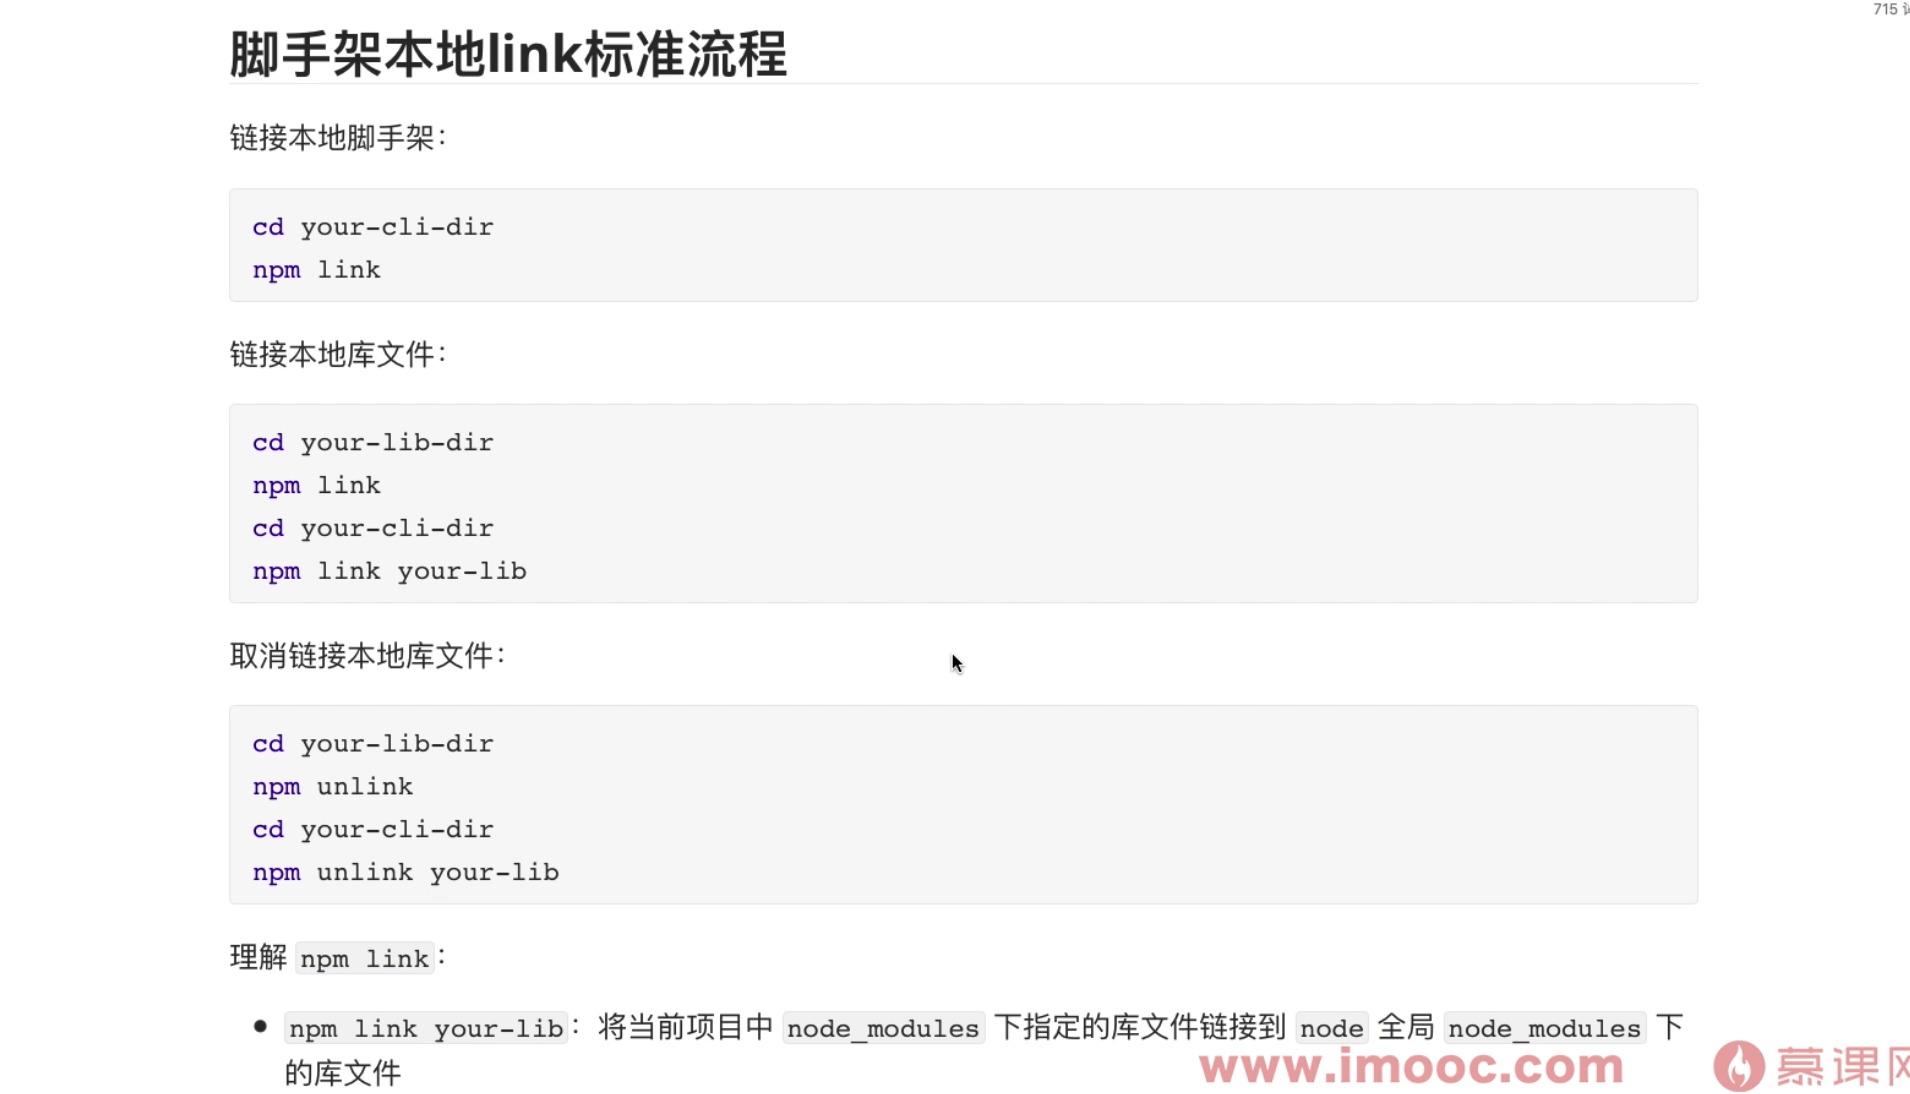 715 词
脚手架本地link标准流程
链接本地脚手架：
cd your-cli-dir
npm link
链接本地库文件：
cd your-lib-dir
npm link
cd your-cli-dir
npm link your-lib
取消链接本地库文件：
cd your-lib-dir
npm unlink
cd your-cli-dir
npm unlink your-lib
理解 npm link：
npm link your-lib： 将当前项目中 node_modules 下指定的库文件链接到 node 全局 node_modules 下
的库文件
www.imooc.com
慕课网